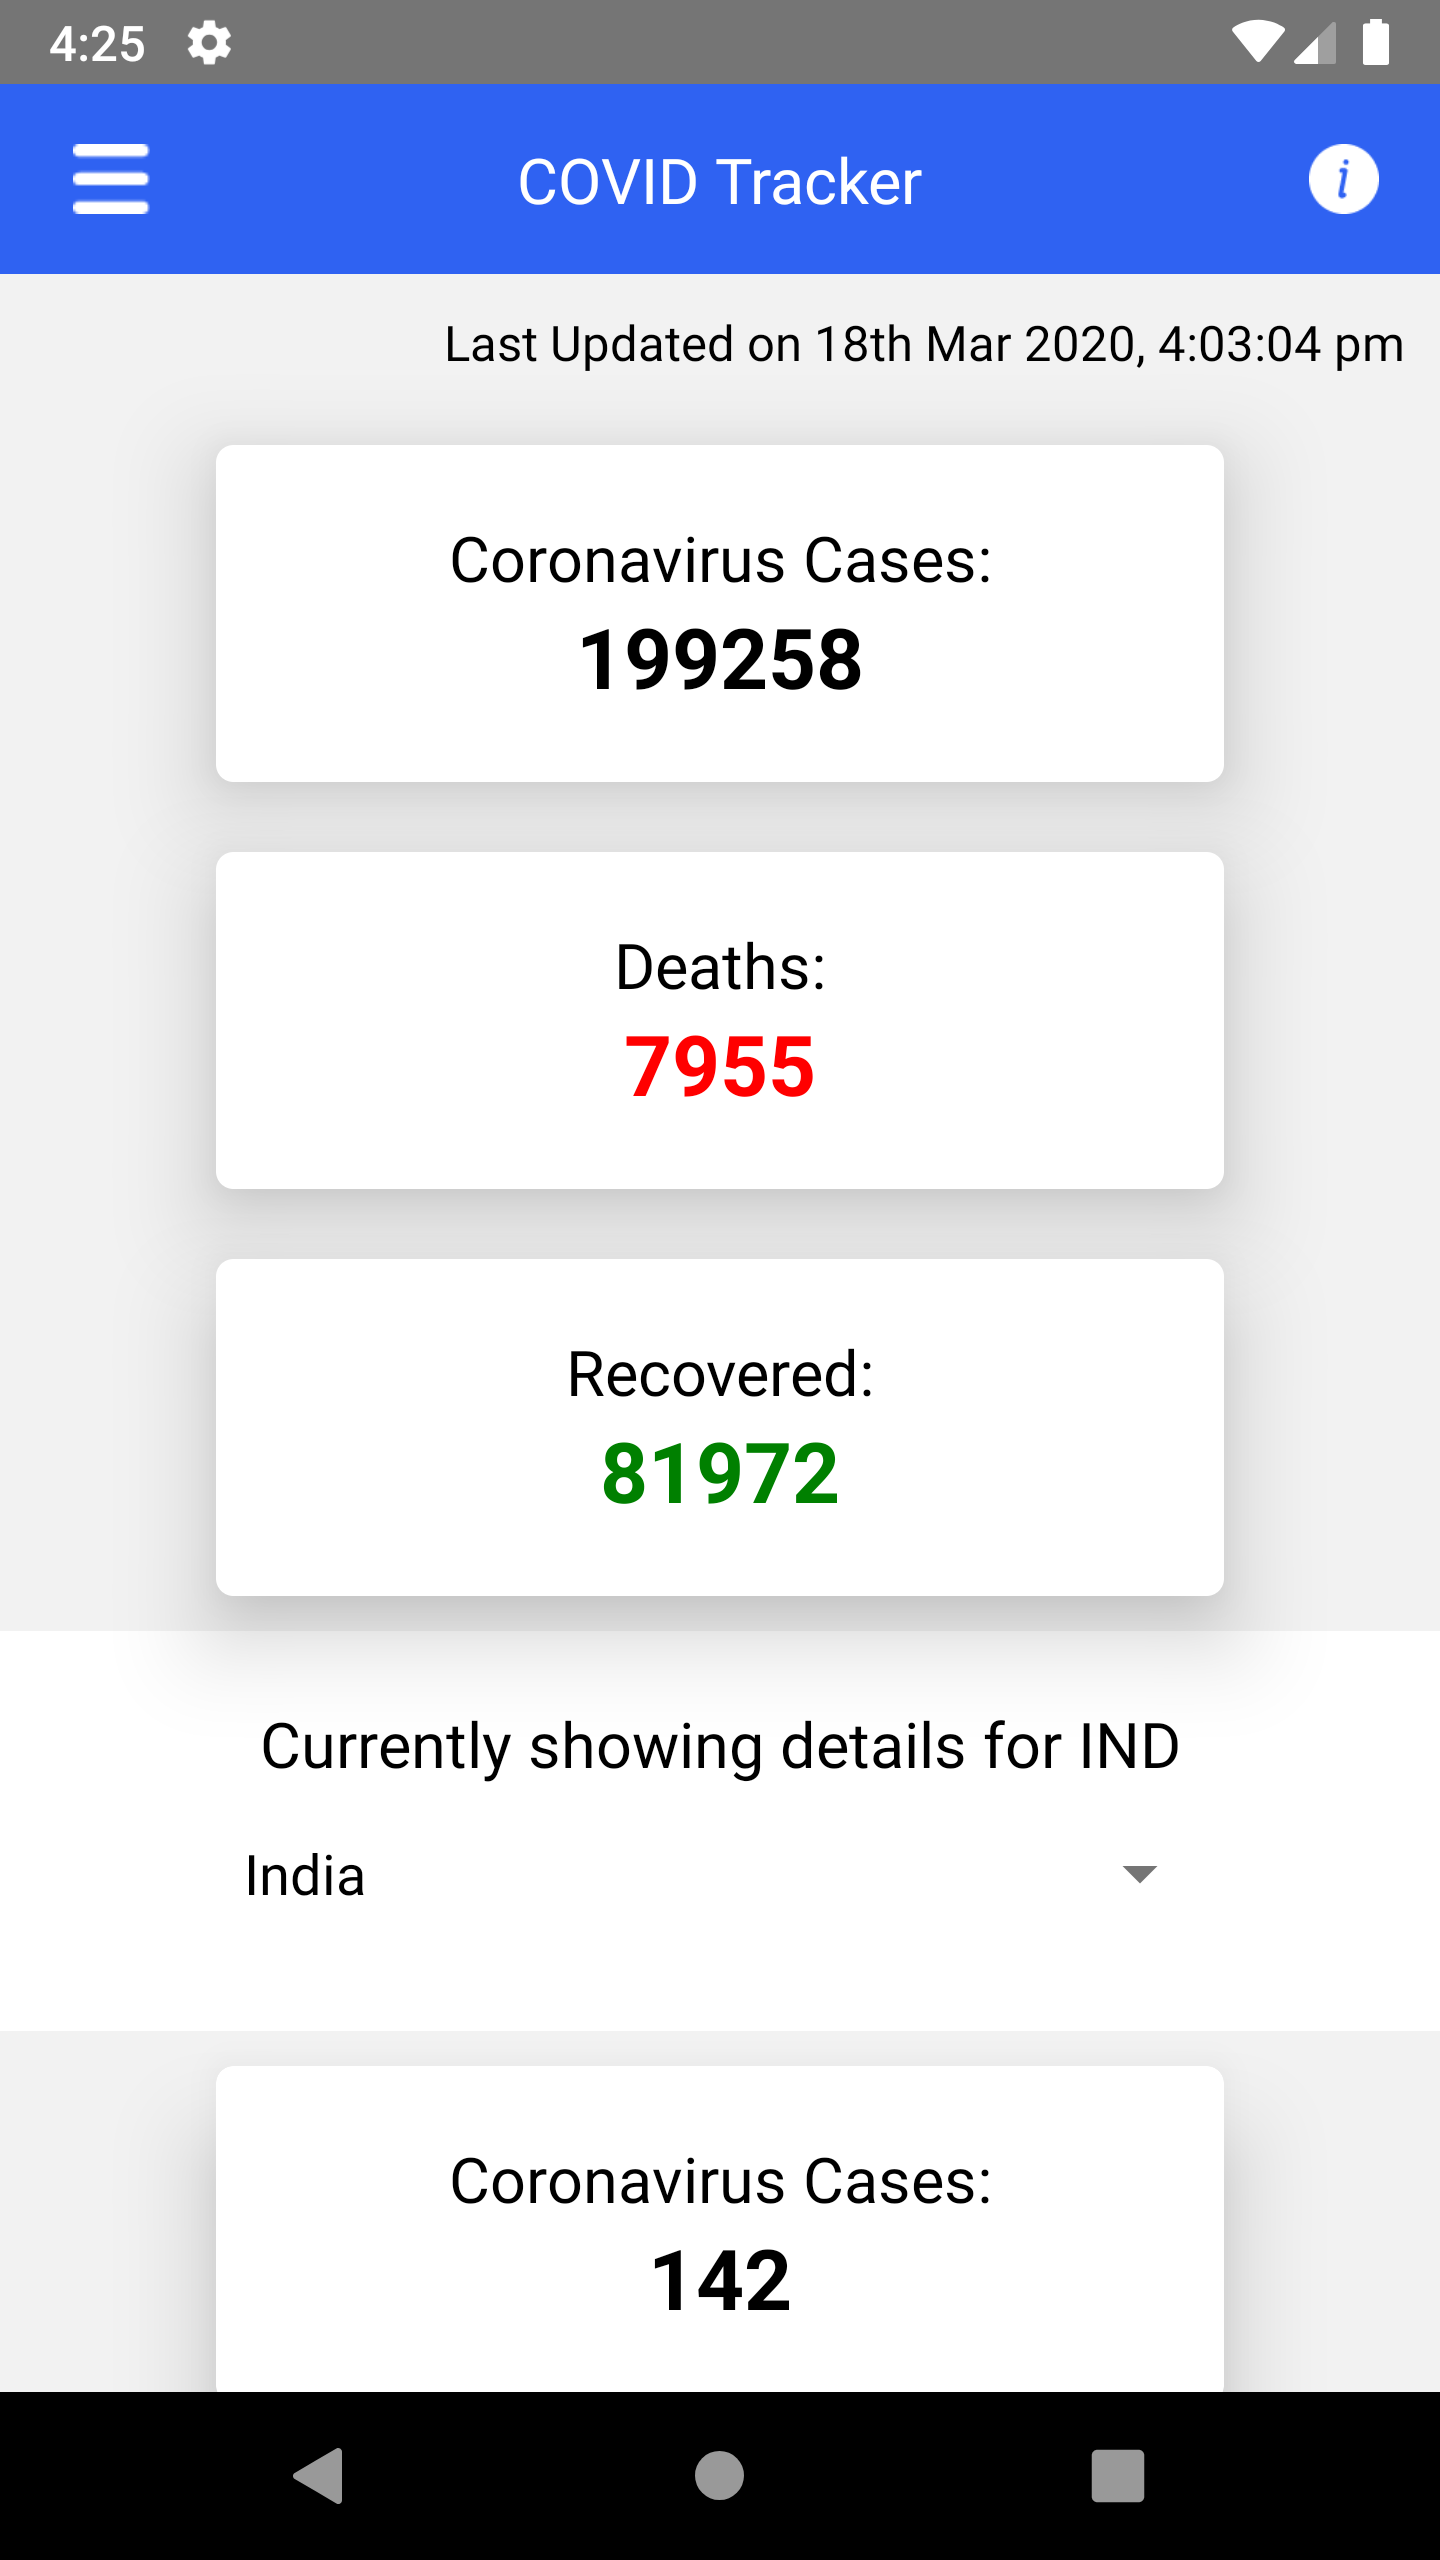 4:25
COVID Tracker
i
Last Updated on 18th Mar 2020, 4:03:04 pm
Coronavirus Cases:
199258
Deaths:
7955
Recovered:
81972
Currently showing details for IND
India
Coronavirus Cases:
142